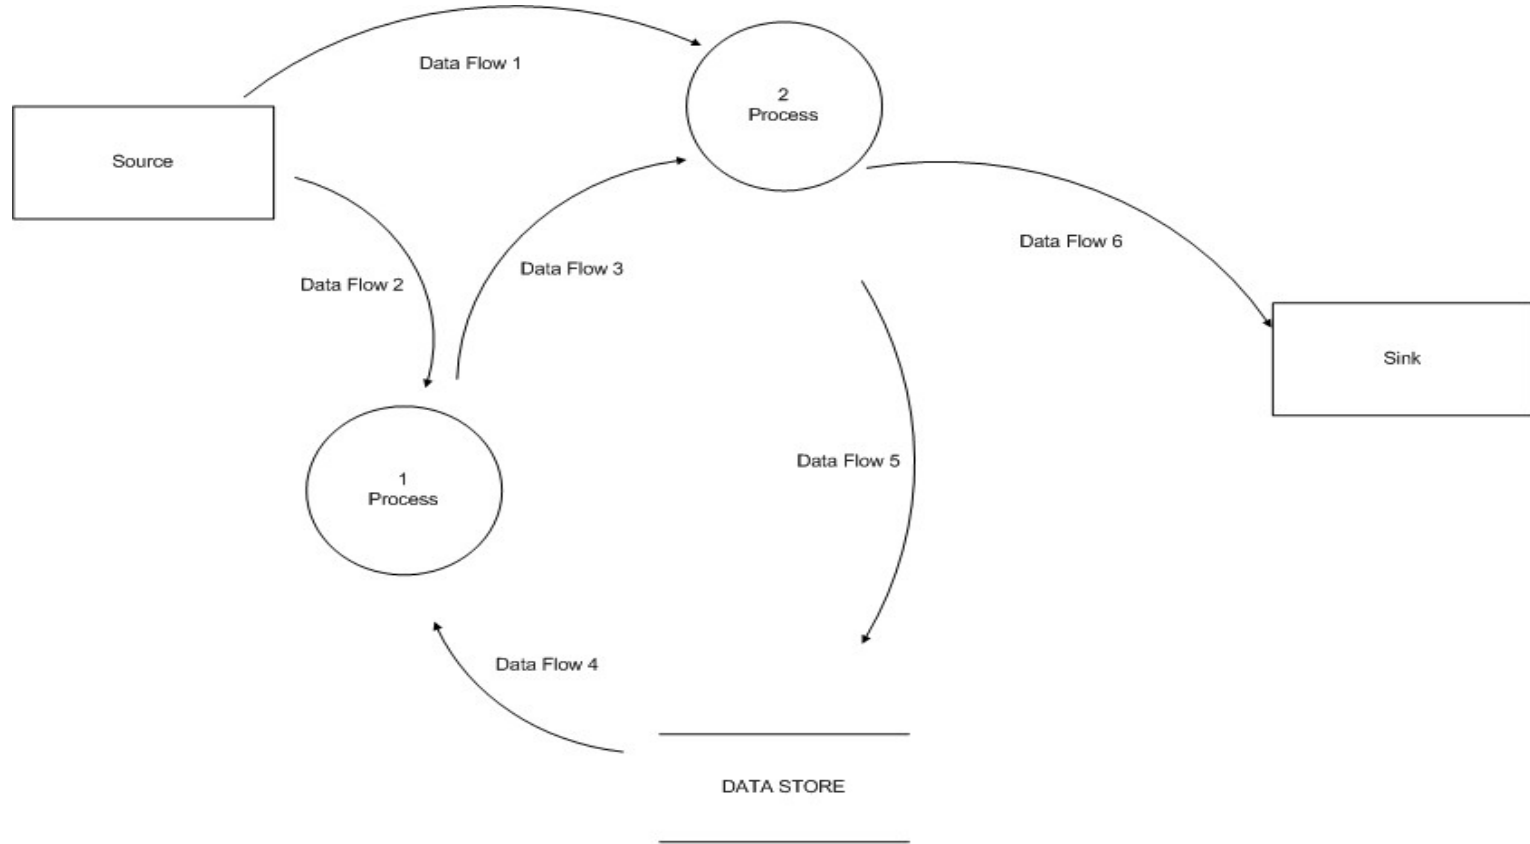 Data Flow 1
2
Process
Source
Data Flow 6
Data Flow 3
Data Flow 2
Sink
Data Flow 5
1
Process
Data Flow 4
DATA STORE